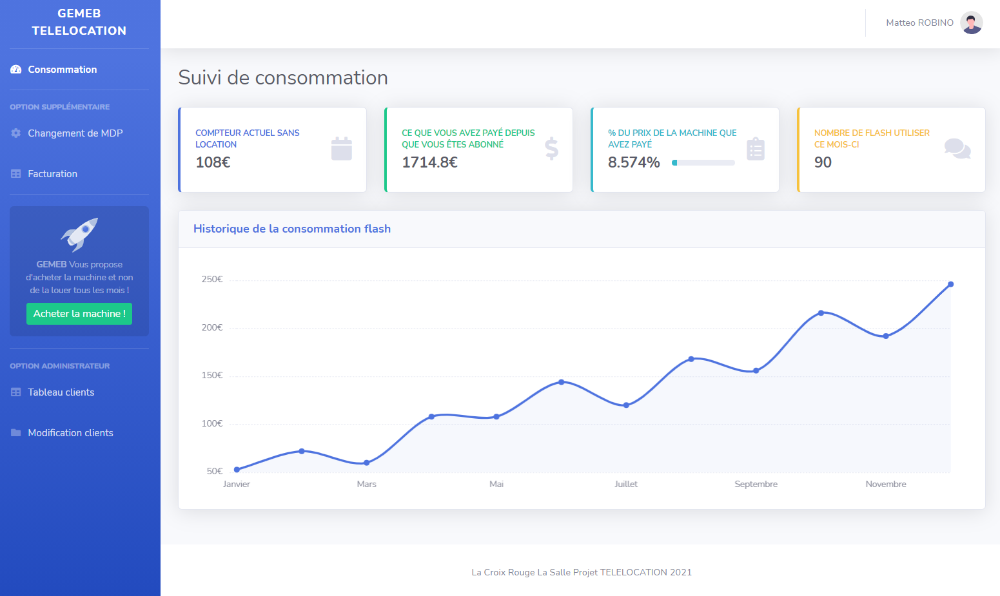 GEMEB
TELELOCATION
Consommation
OPTION SUPPLÉMENTAIRE
Changement de MDP
Facturation
GEMEB Vous propose
d'acheter la machine et non
de la louer tous les mois !
Acheter la machine !
OPTION ADMINISTRATEUR
Tableau clients
Modification clients
Matteo ROBINO
Suivi de consommation
COMPTEUR ACTUEL SANS
LOCATION
108€
CE QUE VOUS AVEZ PAYÉ DEPUIS
QUE VOUS ÊTES ABONNÉ
1714.8€
% DU PRIX DE LA MACHINE QUE
AVEZ PAYÉ
8.574%
NOMBRE DE FLASH UTILISER
CE MOIS-CI
90
Historique de la consommation flash
250€
200€
150€
100€
50€
Janvier Mars Mai Juillet Septembre Novembre
La Croix Rouge La Salle Projet TELELOCATION 2021